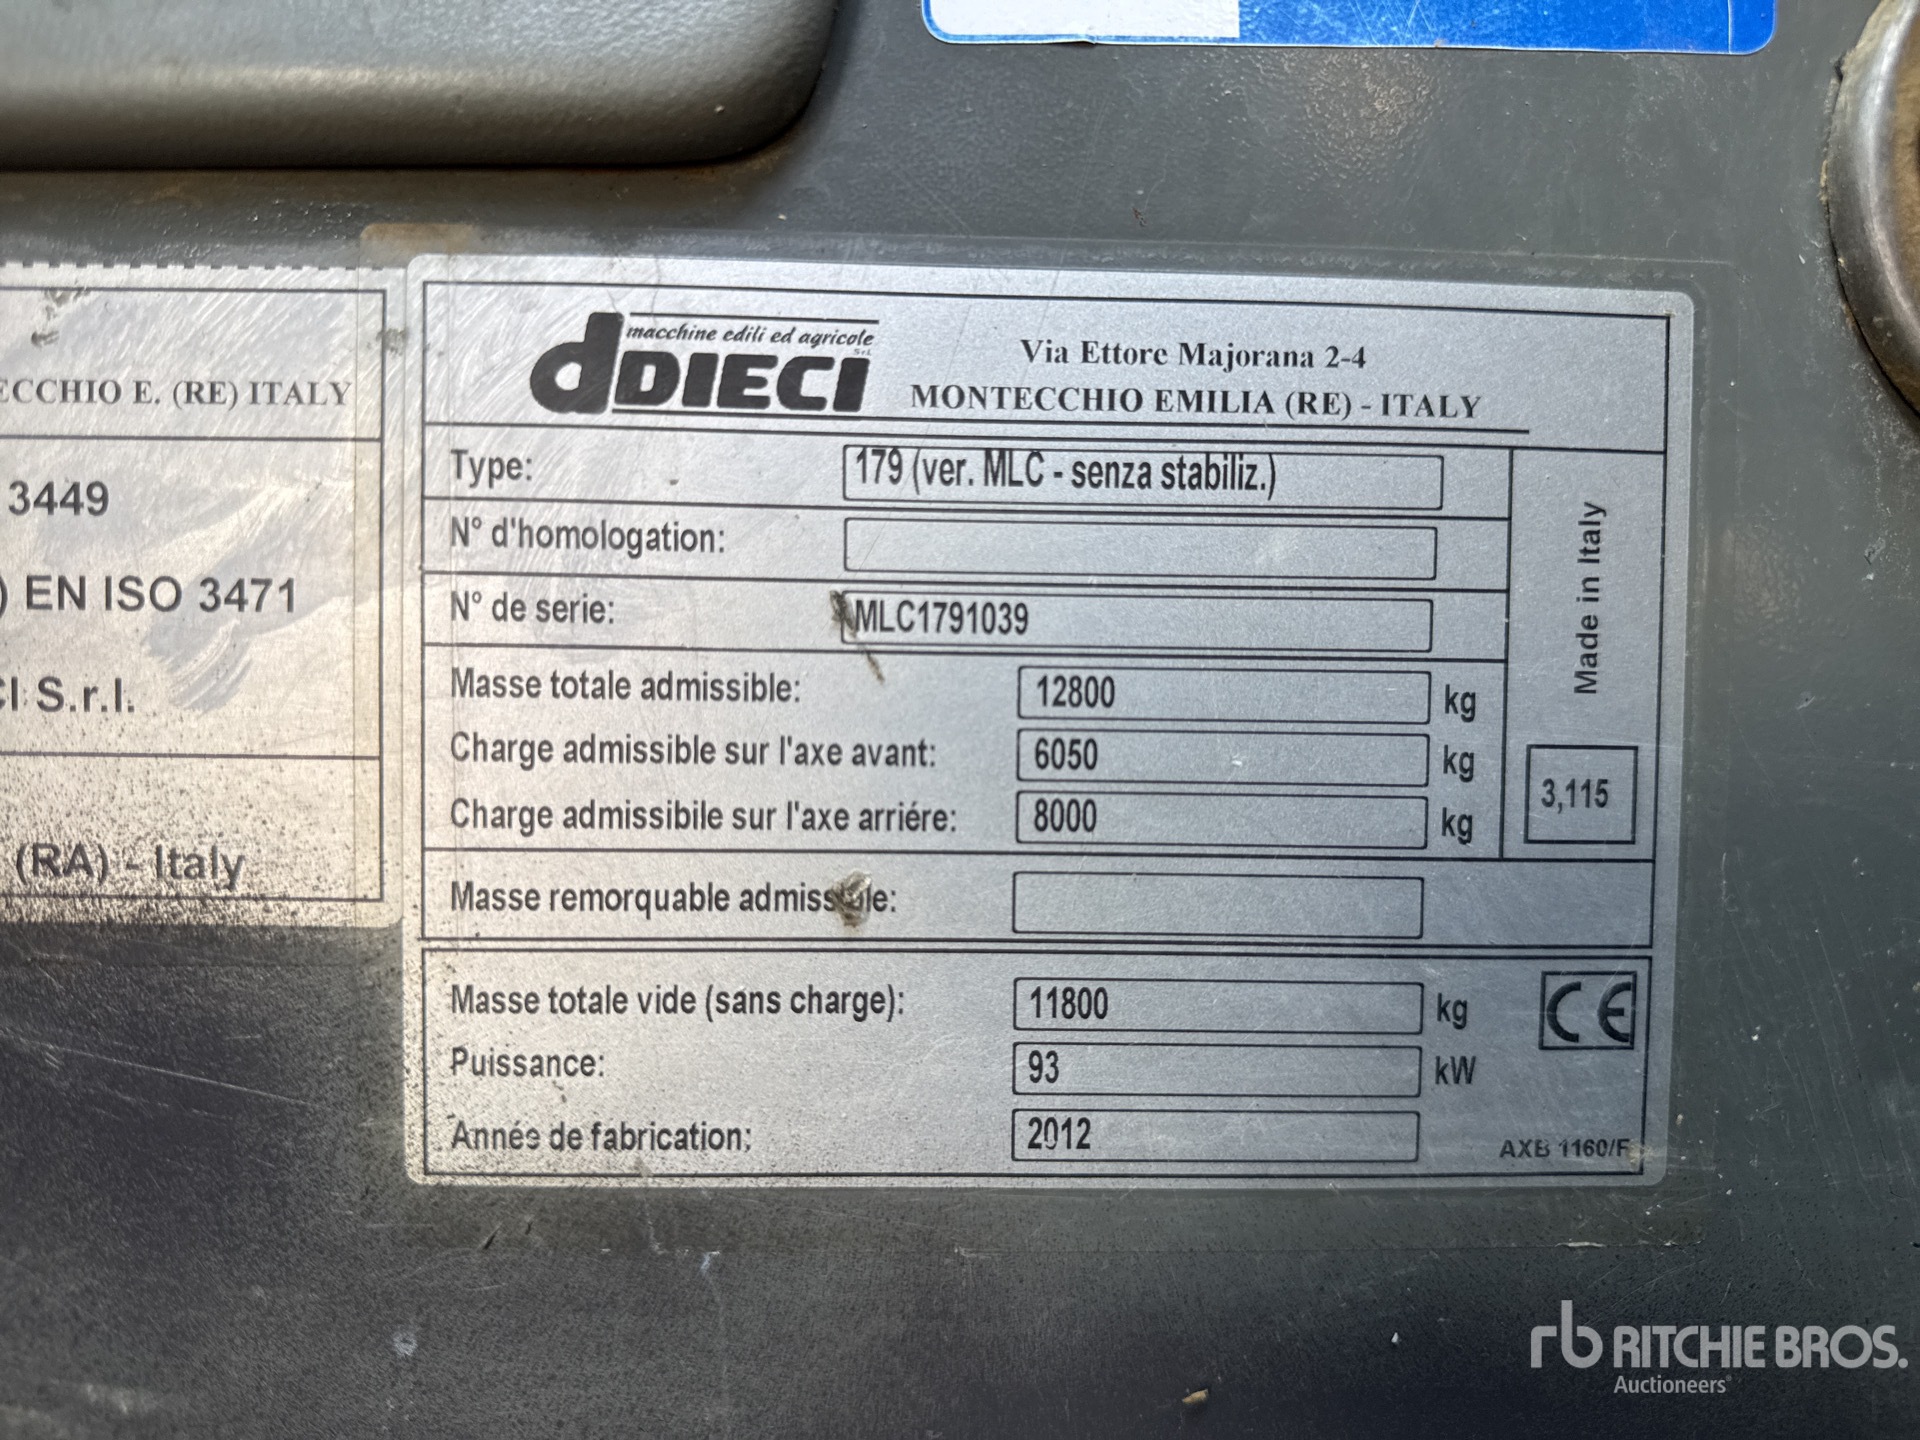 ECCHIO E. (RE) ITALY
3449
) EN ISO 3471
CI S.r.l.
(RA) - Italy
macchine edili ed agricole
dDIECI S.r.l.
Via Ettore Majorana 2-4
MONTECCHIO EMILIA (RE) - ITALY
Type: 179 (ver. MLC - senza stabiliz.)
N° d'homologation:
N° de serie: MLC1791039
Masse totale admissible: 12800 kg
Charge admissible sur l'axe avant: 6050 kg
Charge admissibile sur l'axe arriére: 8000 kg
Made in Italy
3,115
Masse remorquable admissible:
Masse totale vide (sans charge): 11800 kg
CE
Puissance: 93 kW
Année de fabrication: 2012
AXB 1160/F
rb RITCHIE BROS.
Auctioneers